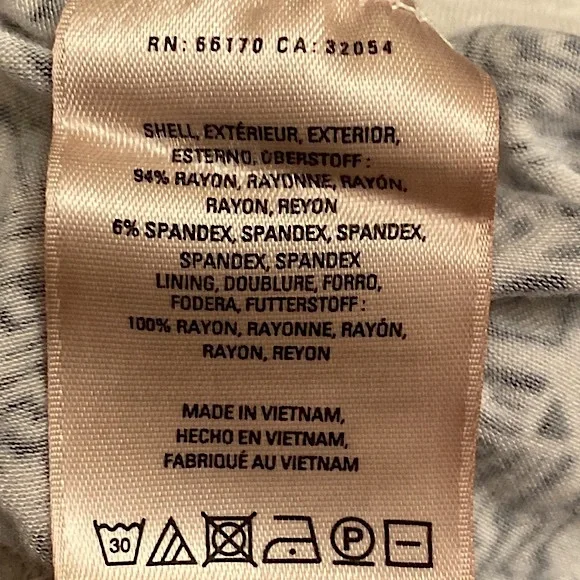 RN: 66170 CA: 32054
SHELL, EXTÉRIEUR, EXTERIOR,
ESTERNO, ÜBERSTOFF :
94% RAYON, RAYONNE, RAYÓN,
RAYON, REYON
6% SPANDEX, SPANDEX, SPANDEX,
SPANDEX, SPANDEX
LINING, DOUBLURE, FORRO,
FODERA, FUTTERSTOFF :
100% RAYON, RAYONNE, RAYÓN,
RAYON, REYON
MADE IN VIETNAM,
HECHO EN VIETNAM,
FABRIQUÉ AU VIETNAM
30 P